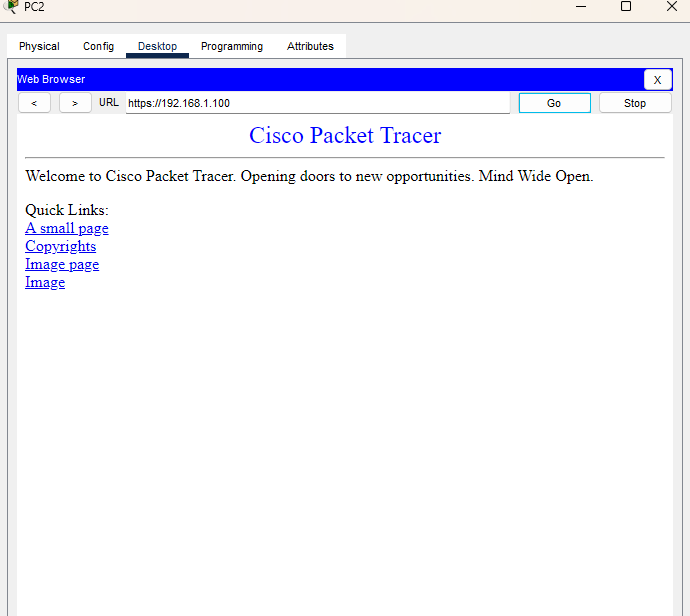 PC2
Physical Config Desktop Programming Attributes
Web Browser X
< > URL https://192.168.1.100 Go Stop
Cisco Packet Tracer
Welcome to Cisco Packet Tracer. Opening doors to new opportunities. Mind Wide Open.
Quick Links:
A small page
Copyrights
Image page
Image